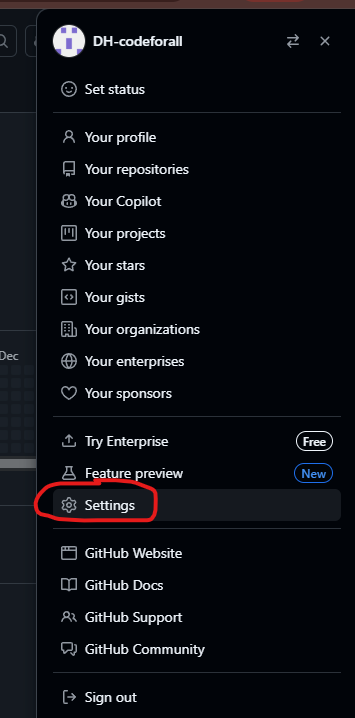 DH-codeforall
Set status
Your profile
Your repositories
Your Copilot
Your projects
Your stars
Your gists
Your organizations
Dec
Your enterprises
Your sponsors
Try Enterprise Free
Feature preview New
Settings
GitHub Website
GitHub Docs
GitHub Support
GitHub Community
Sign out